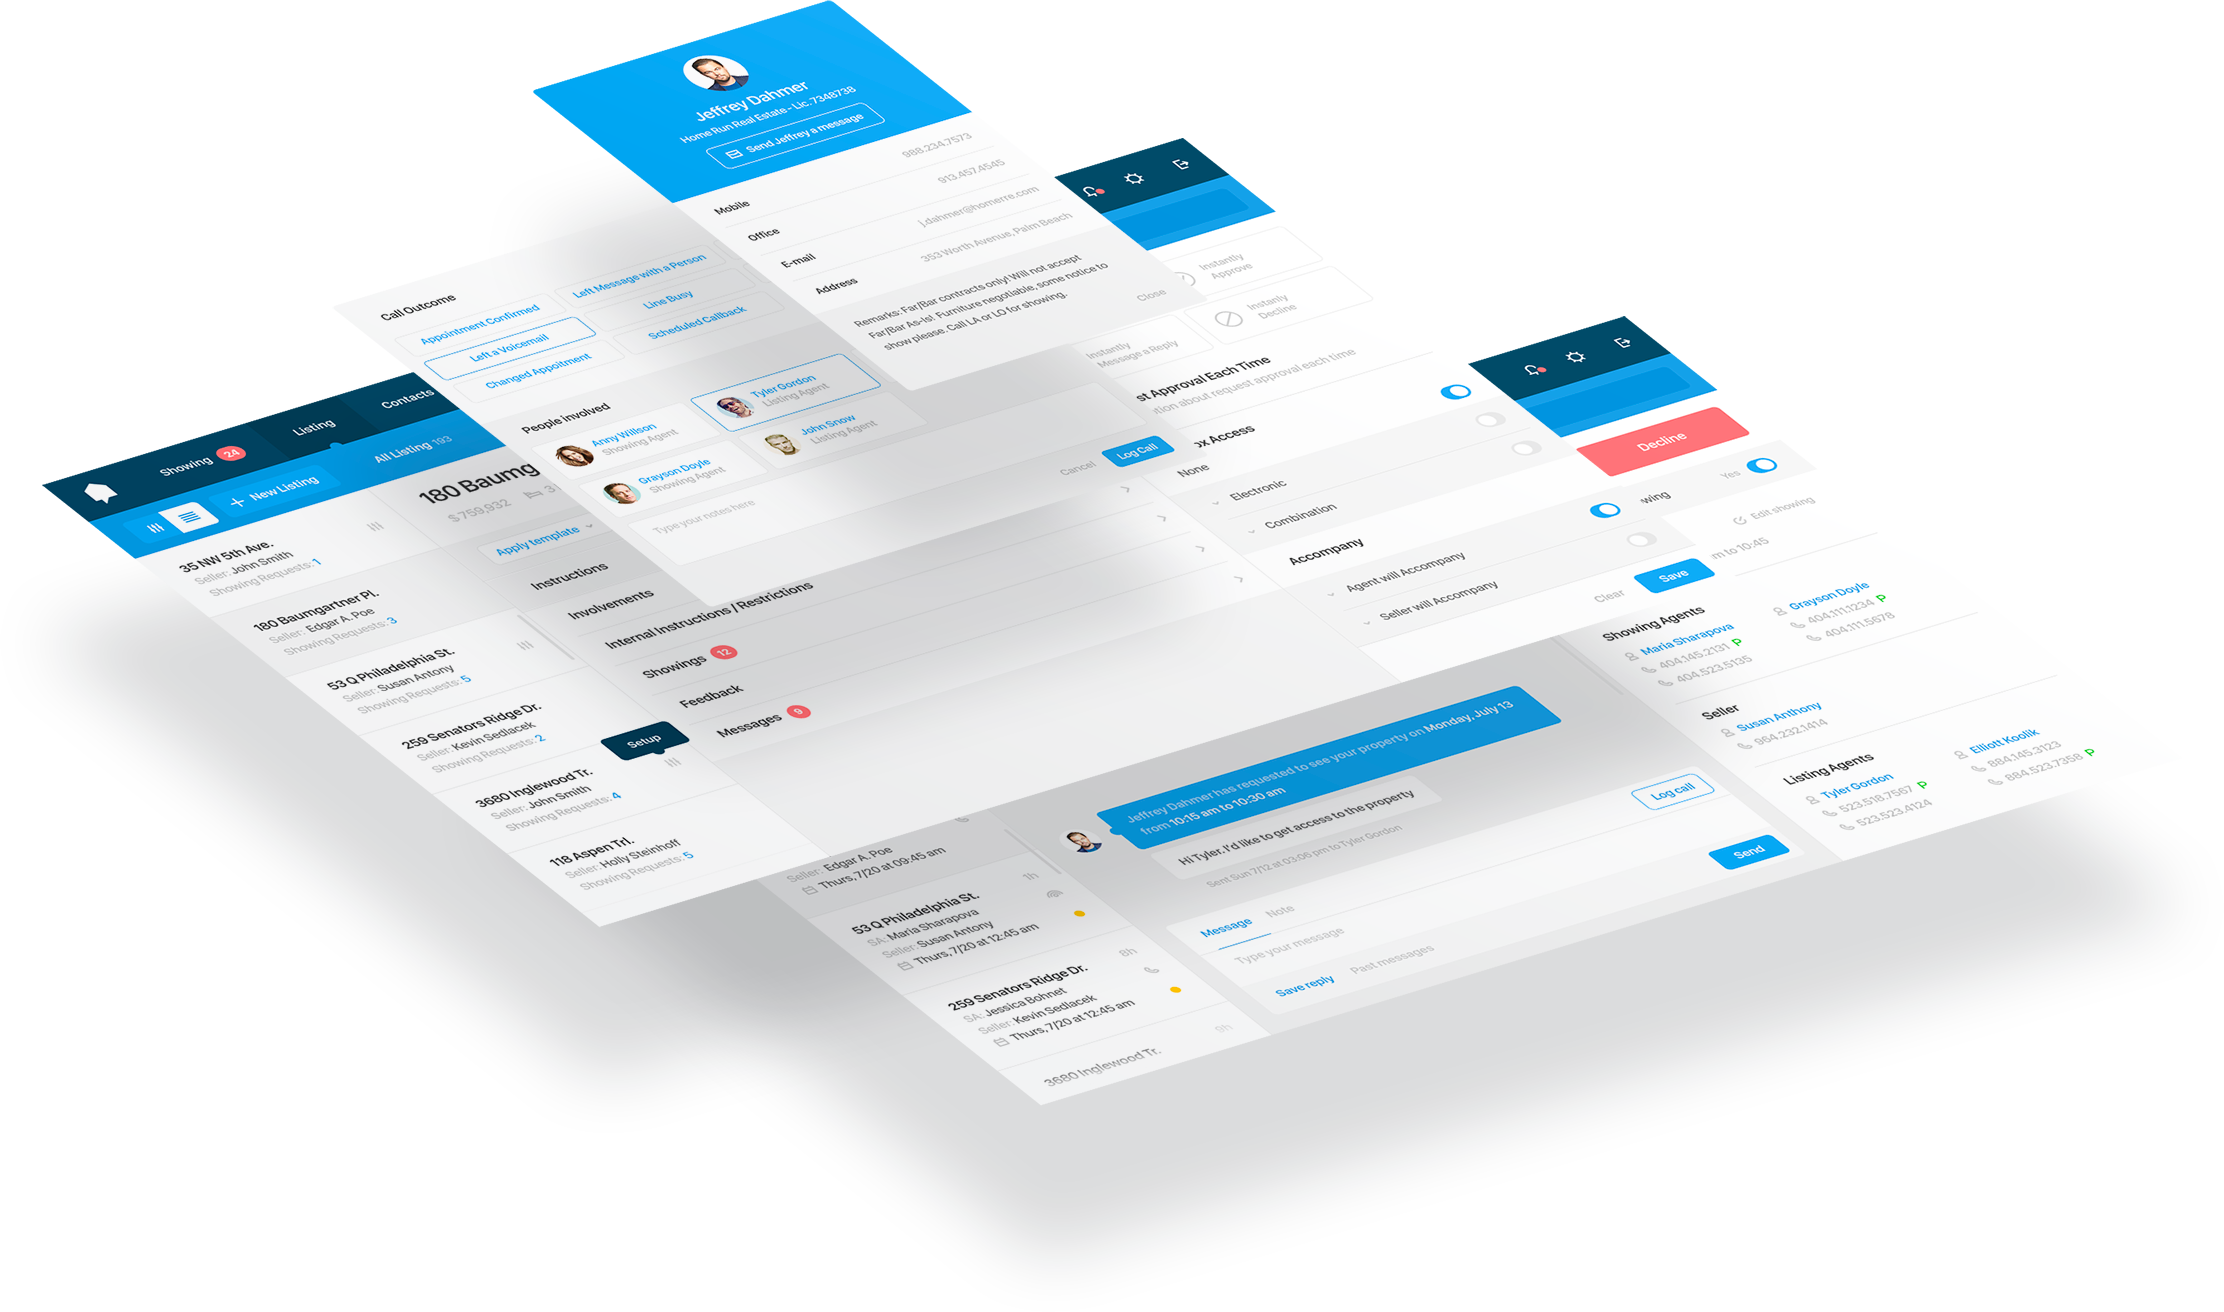 Jeffrey Dahmer
Home Run Real Estate - Lic. 7348738
Send Jeffrey a message
Mobile
988.234.7573
Office
913.457.4545
E-mail
j.dahmer@homerre.com
Address
353 Worth Avenue, Palm Beach
Remarks: Far/Bar contracts only! Will not accept
Far/Bar As-Is! Furniture negotiable, some notice to
show please. Call LA or LO for showing.
Close
Call Outcome
Appointment Confirmed
Left Message with a Person
Left a Voicemail
Line Busy
Changed Appoitment
Scheduled Callback
People involved
Anny Willson
Showing Agent
Tyler Gordon
Listing Agent
Grayson Doyle
Showing Agent
John Snow
Listing Agent
Type your notes here
Cancel
Log Call
Showing 24
Listing
Contacts
New Listing
All Listing 193
35 NW 5th Ave.
Seller: John Smith
Showing Requests: 1
180 Baumgartner Pl.
Seller: Edgar A. Poe
Showing Requests: 3
53 Q Philadelphia St.
Seller: Susan Antony
Showing Requests: 5
259 Senators Ridge Dr.
Seller: Kevin Sedlacek
Showing Requests: 2
3680 Inglewood Tr.
Seller: John Smith
Showing Requests: 4
Setup
118 Aspen Trl.
Seller: Holly Steinhoff
Showing Requests: 5
180 Baumg
$ 759,932
3
Apply template
Instructions
Involvements
Internal Instructions / Restrictions
Showings 12
Feedback
Messages 9
Instantly
Approve
Instantly
Decline
Instantly
Message a Reply
st Approval Each Time
tion about request approval each time
ox Access
None
Electronic
Combination
Accompany
Agent will Accompany
Seller will Accompany
Clear
Save
Decline
wing
Yes
Edit showing
m to 10:45
Showing Agents
Maria Sharapova
404.145.2131 P
404.523.5135
Grayson Doyle
404.111.1234 P
404.111.5678
Seller
Susan Anthony
964.232.1414
Listing Agents
Tyler Gordon
523.518.7567 P
523.523.4124
Elliott Koolik
884.145.3123
884.523.7358 P
Jeffrey Dahmer has requested to see your property on Monday, July 13
from 10:15 am to 10:30 am
Hi Tyler. I'd like to get access to the property
Sent Sun 7/12 at 03:06 pm to Tyler Gordon
Log call
Message
Note
Type your message
Send
Save reply
Past messages
Seller: Edgar A. Poe
Thurs, 7/20 at 09:45 am
53 Q Philadelphia St.
1h
SA: Maria Sharapova
Seller: Susan Antony
Thurs, 7/20 at 12:45 am
259 Senators Ridge Dr.
8h
SA: Jessica Bohnet
Seller: Kevin Sedlacek
Thurs, 7/20 at 12:45 am
3680 Inglewood Tr.
9h